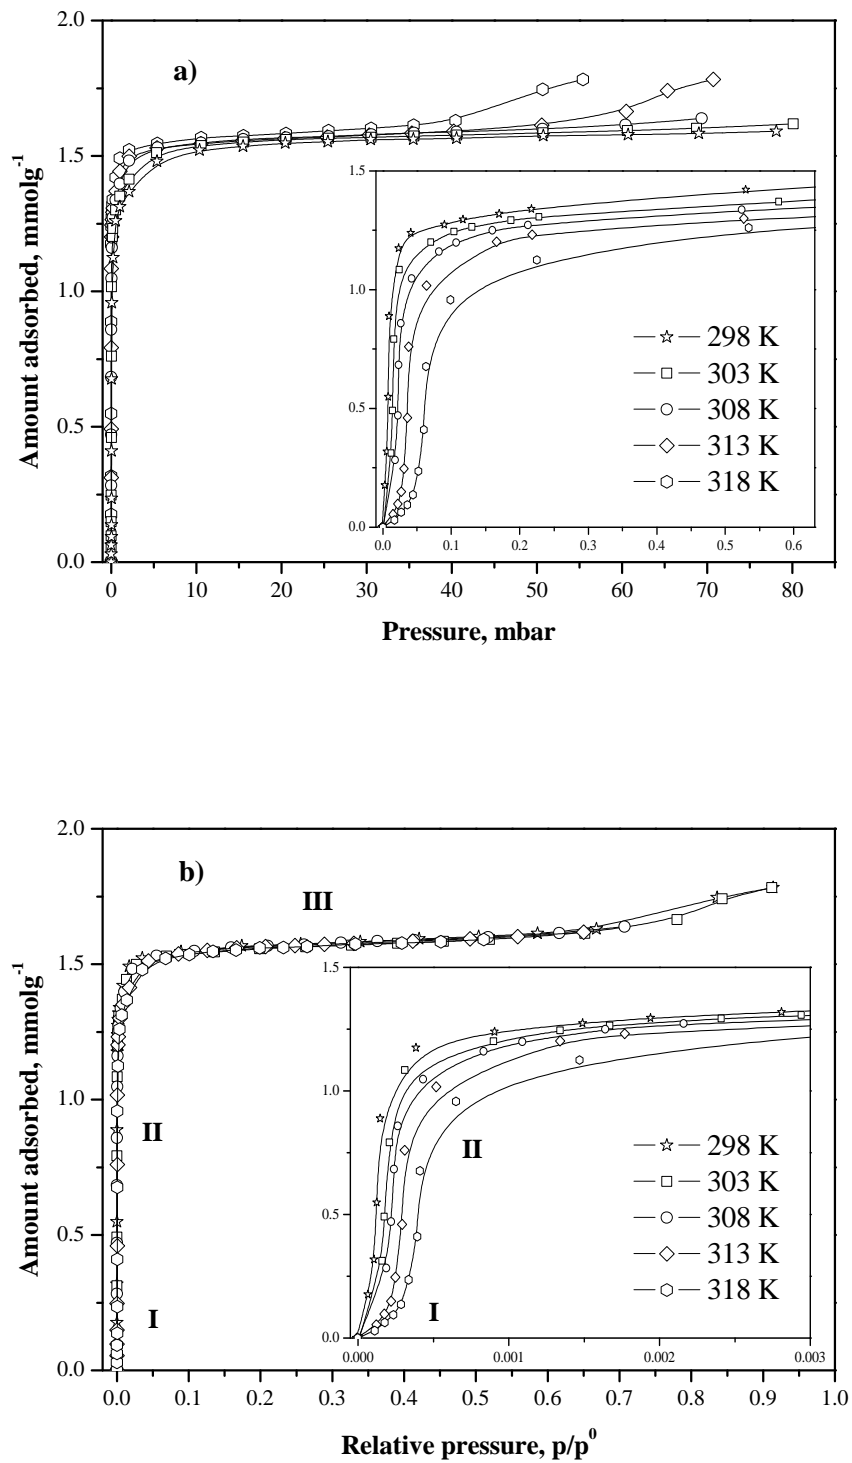 a)
2.0
1.5
1.0
0.5
0.0
Amount adsorbed, mmolg-1
0 10 20 30 40 50 60 70 80
Pressure, mbar
1.5
1.0
0.5
0.0
0.0 0.1 0.2 0.3 0.4 0.5 0.6
298 K
303 K
308 K
313 K
318 K
b)
2.0
1.5
1.0
0.5
0.0
Amount adsorbed, mmolg-1
III
II
I
0.0 0.1 0.2 0.3 0.4 0.5 0.6 0.7 0.8 0.9 1.0
Relative pressure, p/p0
1.5
1.0
0.5
0.0
II
I
0.000 0.001 0.002 0.003
298 K
303 K
308 K
313 K
318 K